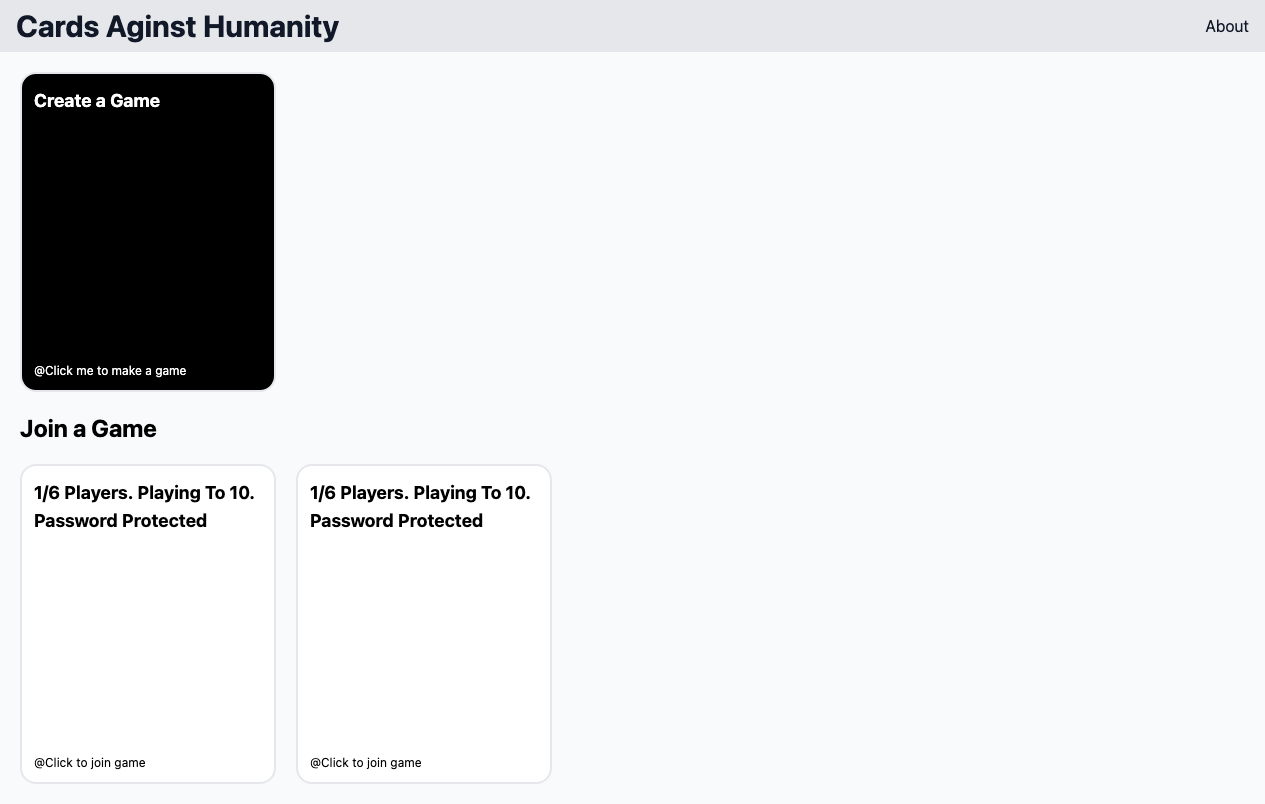 Cards Aginst Humanity
About
Create a Game
@Click me to make a game
Join a Game
1/6 Players. Playing To 10.
Password Protected
@Click to join game
1/6 Players. Playing To 10.
Password Protected
@Click to join game